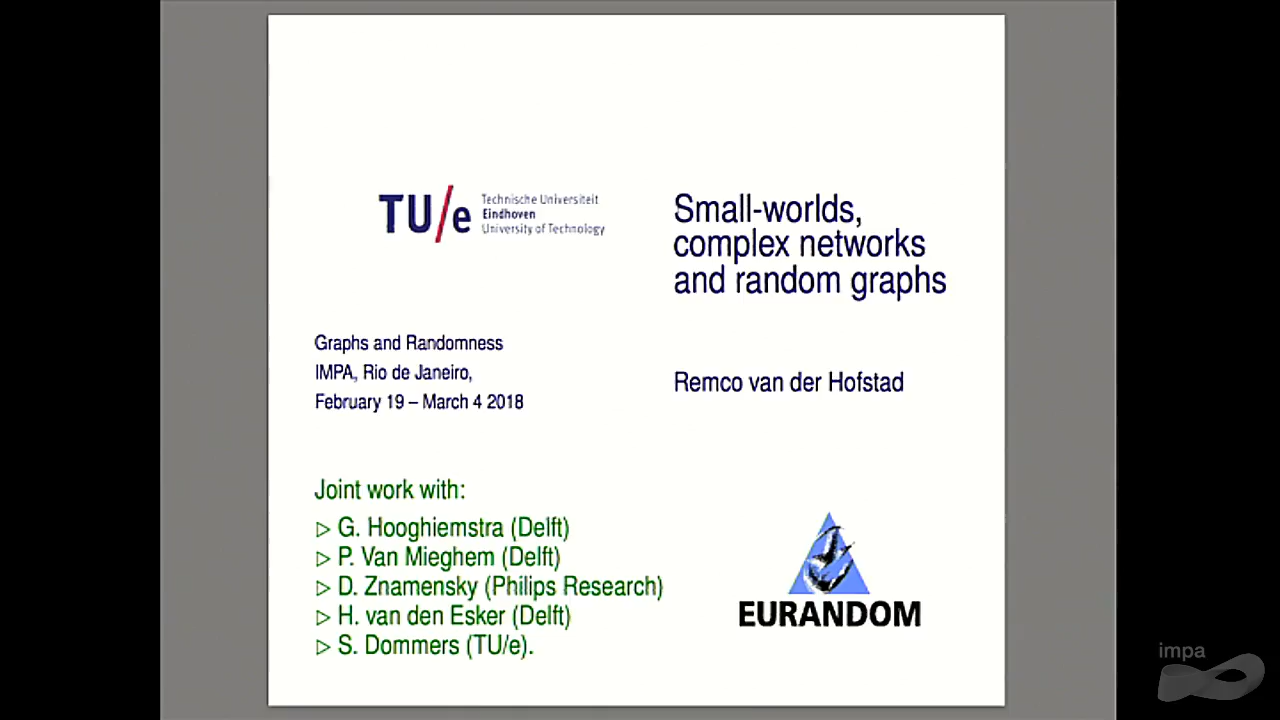 TU/e
Technische Universiteit
Eindhoven
University of Technology
Small-worlds,
complex networks
and random graphs
Graphs and Randomness
IMPA, Rio de Janeiro,
February 19 – March 4 2018
Remco van der Hofstad
Joint work with:
▷ G. Hooghiemstra (Delft)
▷ P. Van Mieghem (Delft)
▷ D. Znamensky (Philips Research)
▷ H. van den Esker (Delft)
▷ S. Dommers (TU/e).
EURANDOM
impa